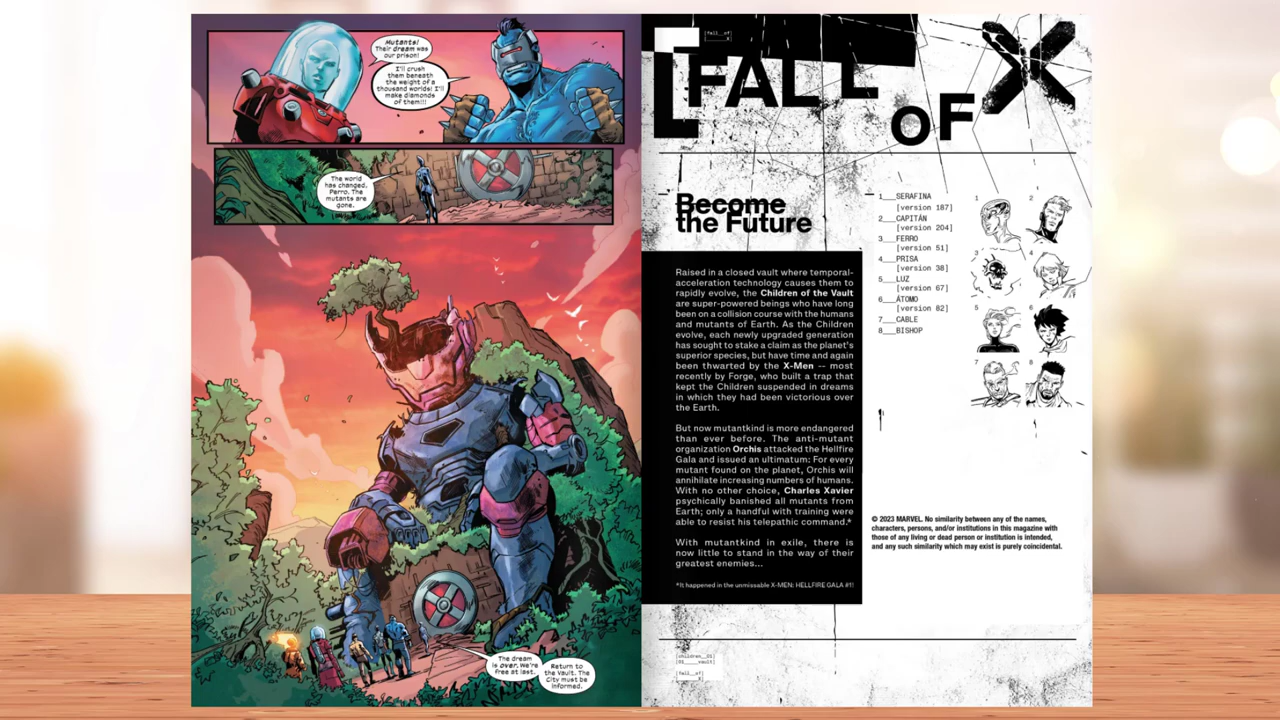 Mutants!
Their dream was
our prison!
I'll crush
them beneath
the weight of a
thousand worlds! I'll
make diamonds
of them!!!
The world
has changed,
Perro. The
mutants are
gone.
The dream
is over. We're
free at last.
Return to
the Vault. The
City must be
informed.
[fall_of
FALL
OF X
Become
the Future
Raised in a closed vault where temporal-
acceleration technology causes them to
rapidly evolve, the Children of the Vault
are super-powered beings who have long
been on a collision course with the humans
and mutants of Earth. As the Children
evolve, each newly upgraded generation
has sought to stake a claim as the planet's
superior species, but have time and again
been thwarted by the X-Men -- most
recently by Forge, who built a trap that
kept the Children suspended in dreams
in which they had been victorious over
the Earth.
But now mutantkind is more endangered
than ever before. The anti-mutant
organization Orchis attacked the Hellfire
Gala and issued an ultimatum: For every
mutant found on the planet, Orchis will
annihilate increasing numbers of humans.
With no other choice, Charles Xavier
psychically banished all mutants from
Earth; only a handful with training were
able to resist his telepathic command.*
With mutantkind in exile, there is
now little to stand in the way of their
greatest enemies...
*It happened in the unmissable X-MEN: HELLFIRE GALA #1!
1___SERAFINA
[version 187]
2___CAPITÁN
[version 204]
3___FERRO
[version 51]
4___PRISA
[version 38]
5___LUZ
[version 67]
6___ÁTOMO
[version 82]
7___CABLE
8___BISHOP
1
2
3
4
5
6
7
8
© 2023 MARVEL. No similarity between any of the names,
characters, persons, and/or institutions in this magazine with
those of any living or dead person or institution is intended,
and any such similarity which may exist is purely coincidental.
[children__01]
[01_____vault]
[fall__of]
[______X]